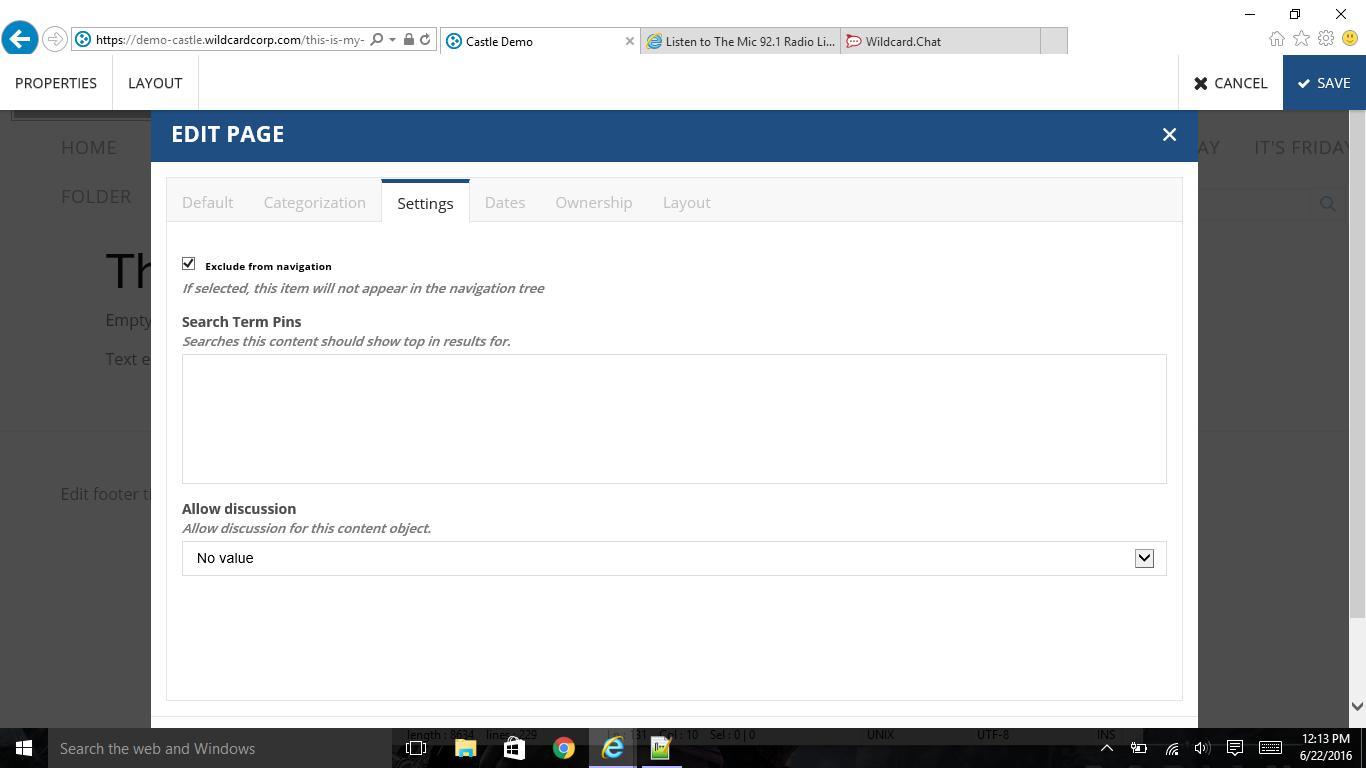 https://demo-castle.wildcardcorp.com/this-is-my-
Castle Demo
Listen to The Mic 92.1 Radio Li...
Wildcard.Chat
PROPERTIES
LAYOUT
CANCEL
SAVE
EDIT PAGE
HOME
AY
IT'S FRIDAY
FOLDER
Default
Categorization
Settings
Dates
Ownership
Layout
Th
Exclude from navigation
If selected, this item will not appear in the navigation tree
Empty
Search Term Pins
Searches this content should show top in results for.
Text e
Edit footer ti
Allow discussion
Allow discussion for this content object.
No value
length : 8634 lines : 229
Ln : 131 Col : 10 Sel : 0 | 0
UNIX
UTF-8
INS
Search the web and Windows
12:13 PM
6/22/2016